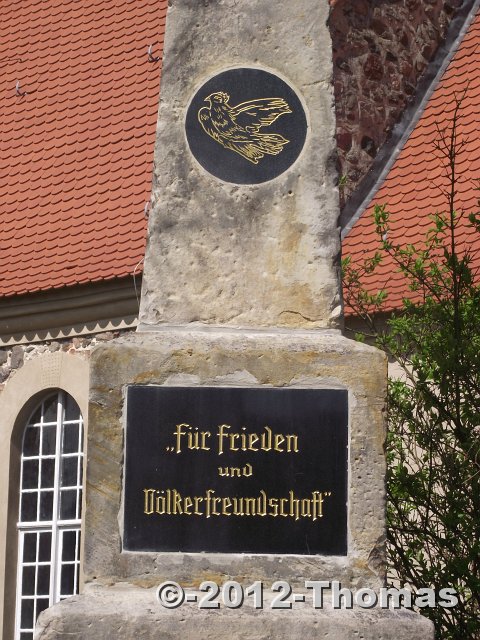 „Für Frieden
und
Völkerfreundschaft"
©-2012-Thomas